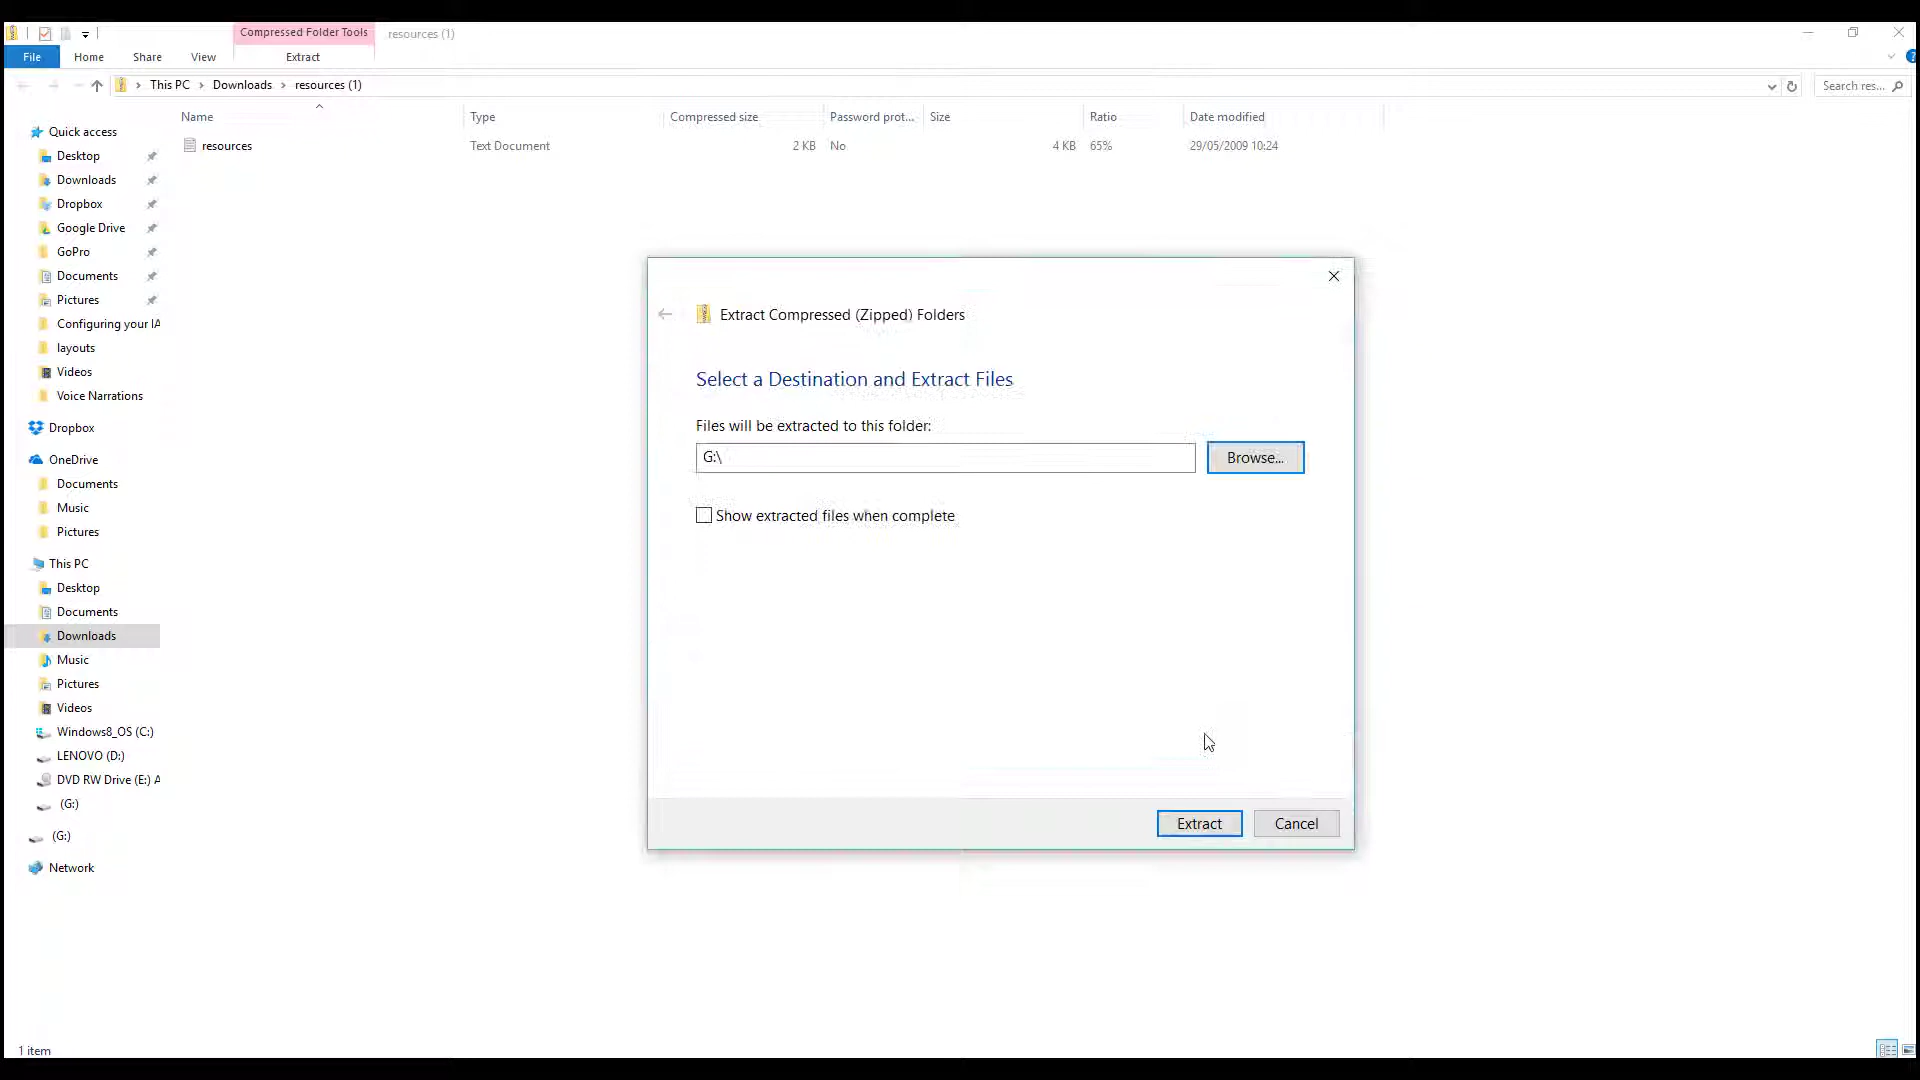 Compressed Folder Tools
resources (1)
File
Home
Share
View
Extract
This PC
Downloads
resources (1)
Search res...
Name
Type
Compressed size
Password prot...
Size
Ratio
Date modified
resources
Text Document
2 KB
No
4 KB
65%
29/05/2009 10:24
Quick access
Desktop
Downloads
Dropbox
Google Drive
GoPro
Documents
Pictures
Configuring your IA
layouts
Videos
Voice Narrations
Dropbox
OneDrive
Documents
Music
Pictures
This PC
Desktop
Documents
Downloads
Music
Pictures
Videos
Windows8_OS (C:)
LENOVO (D:)
DVD RW Drive (E:) A
(G:)
(G:)
Network
Extract Compressed (Zipped) Folders
Select a Destination and Extract Files
Files will be extracted to this folder:
G:\
Browse...
Show extracted files when complete
Extract
Cancel
1 item